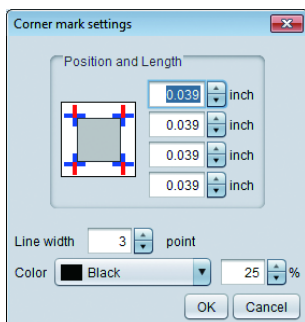 Corner mark settings
Position and Length
0.039 inch
0.039 inch
0.039 inch
0.039 inch
Line width 3 point
Color Black 25 %
OK Cancel